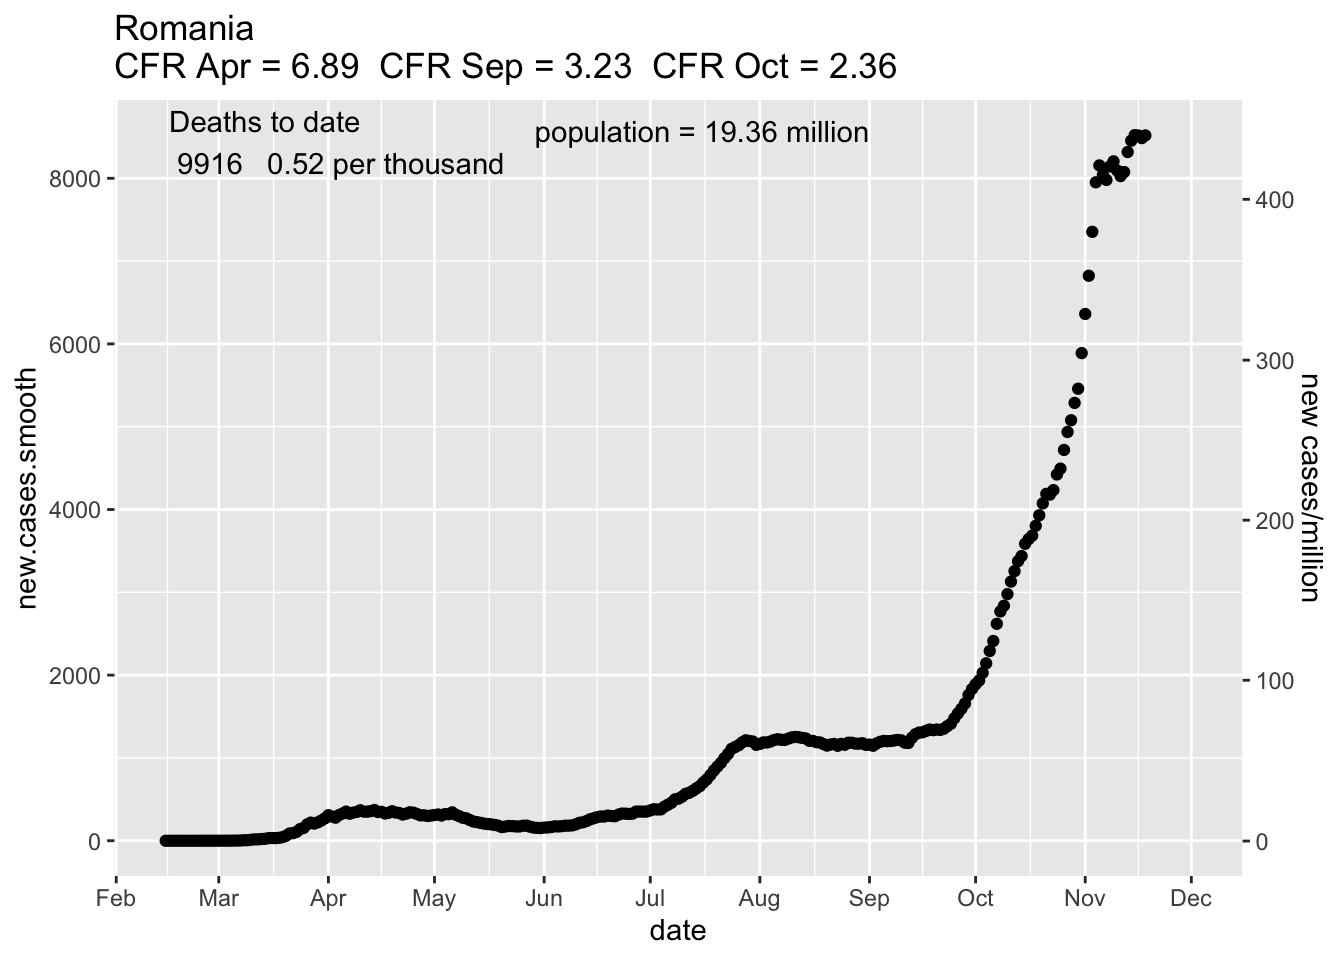 Romania
CFR Apr = 6.89  CFR Sep = 3.23  CFR Oct = 2.36
Deaths to date
9916   0.52 per thousand
population = 19.36 million
new.cases.smooth
8000
6000
4000
2000
0
400
300
200
100
0
new cases/million
Feb Mar Apr May Jun Jul Aug Sep Oct Nov Dec
date